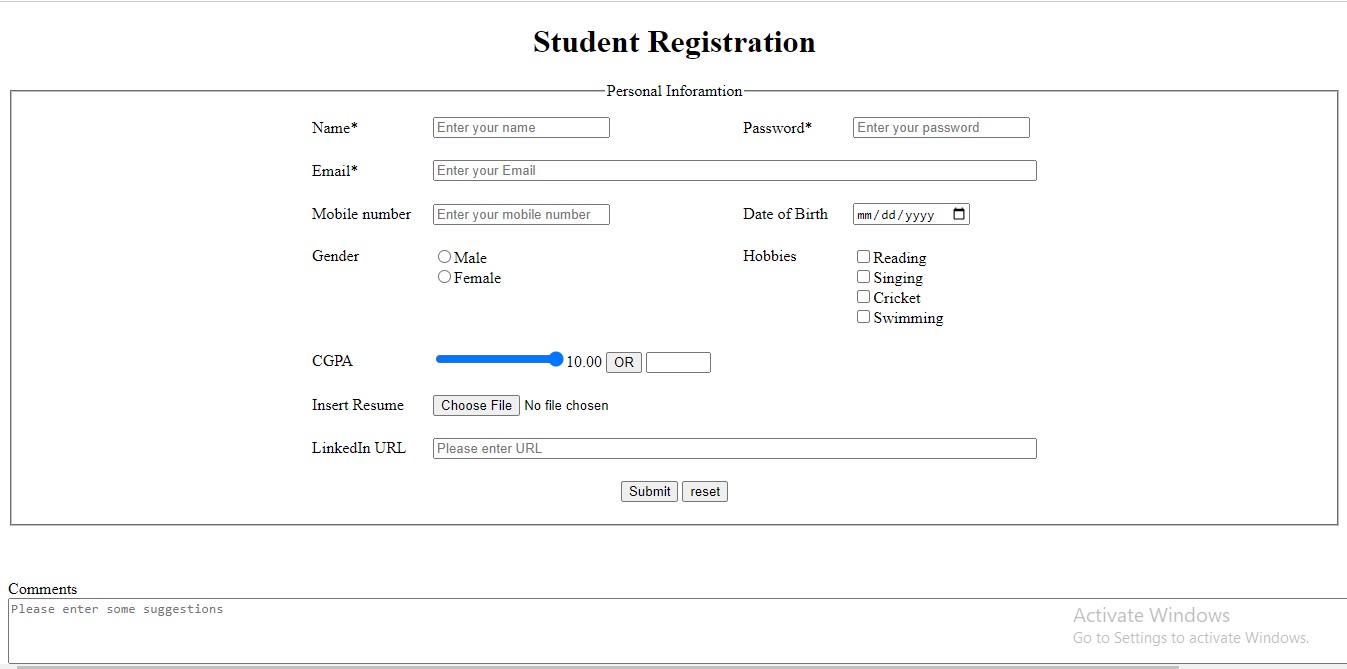 Student Registration
Personal Inforamtion
Name* Enter your name Password* Enter your password
Email* Enter your Email
Mobile number Enter your mobile number Date of Birth mm/dd/yyyy
Gender Male Hobbies Reading
Female Singing
Cricket
Swimming
CGPA 10.00 OR
Insert Resume Choose File No file chosen
LinkedIn URL Please enter URL
Submit reset
Comments
Please enter some suggestions
Activate Windows
Go to Settings to activate Windows.